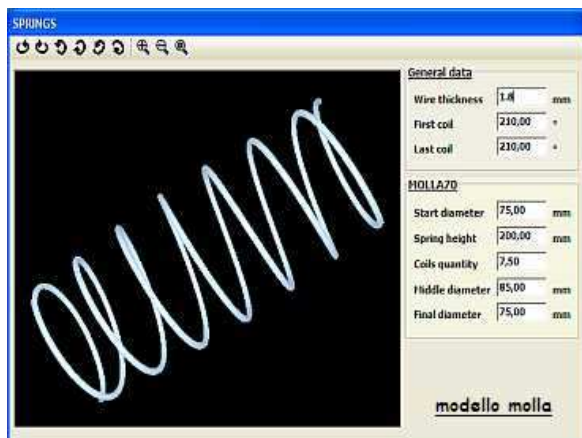 SPRINGS
General data
Wire thickness 1.8 mm
First coil 210,00 °
Last coil 210,00 °
MOLLA70
Start diameter 75,00 mm
Spring height 200,00 mm
Coils quantity 7,50
Middle diameter 85,00 mm
Final diameter 75,00 mm
modello molla